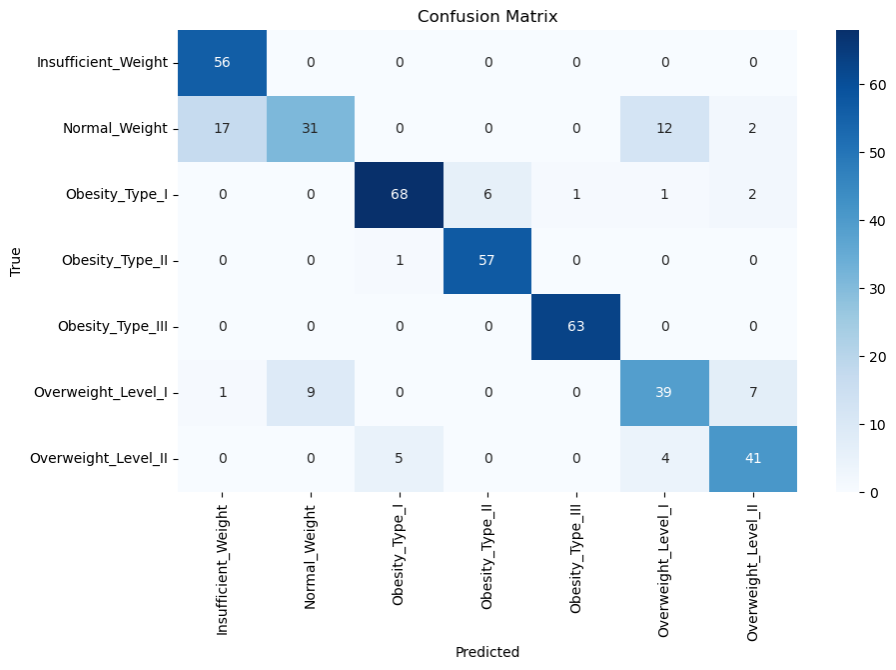 Confusion Matrix
Insufficient_Weight 56 0 0 0 0 0 0
Normal_Weight 17 31 0 0 0 12 2
Obesity_Type_I 0 0 68 6 1 1 2
Obesity_Type_II 0 0 1 57 0 0 0
Obesity_Type_III 0 0 0 0 63 0 0
Overweight_Level_I 1 9 0 0 0 39 7
Overweight_Level_II 0 0 5 0 0 4 41
True
Insufficient_Weight
Normal_Weight
Obesity_Type_I
Obesity_Type_II
Obesity_Type_III
Overweight_Level_I
Overweight_Level_II
Predicted
60
50
40
30
20
10
0